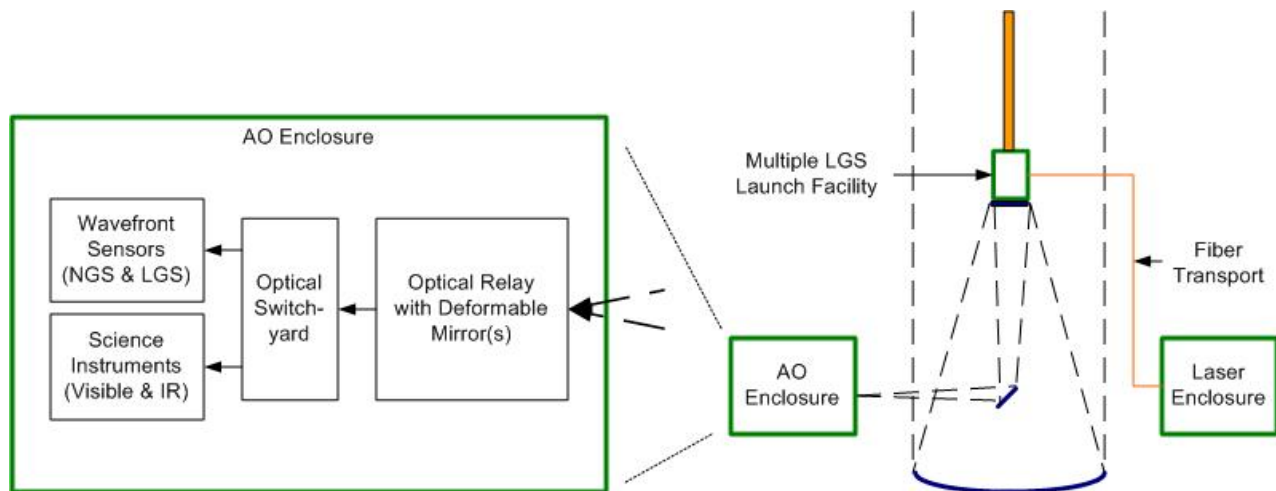 AO Enclosure
Wavefront
Sensors
(NGS & LGS)
Science
Instruments
(Visible & IR)
Optical
Switch-
yard
Optical Relay
with Deformable
Mirror(s)
Multiple LGS
Launch Facility
Fiber
Transport
AO
Enclosure
Laser
Enclosure